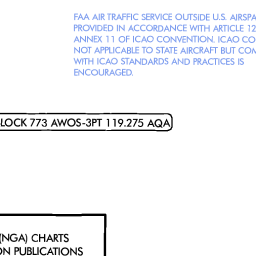 FAA AIR TRAFFIC SERVICE OUTSIDE U.S. AIRSPA
PROVIDED IN ACCORDANCE WITH ARTICLE 12
ANNEX 11 OF ICAO CONVENTION. ICAO CO
NOT APPLICABLE TO STATE AIRCRAFT BUT COM
WITH ICAO STANDARDS AND PRACTICES IS
ENCOURAGED.
LOCK 773 AWOS-3PT 119.275 AQA
(NGA) CHARTS
ON PUBLICATIONS